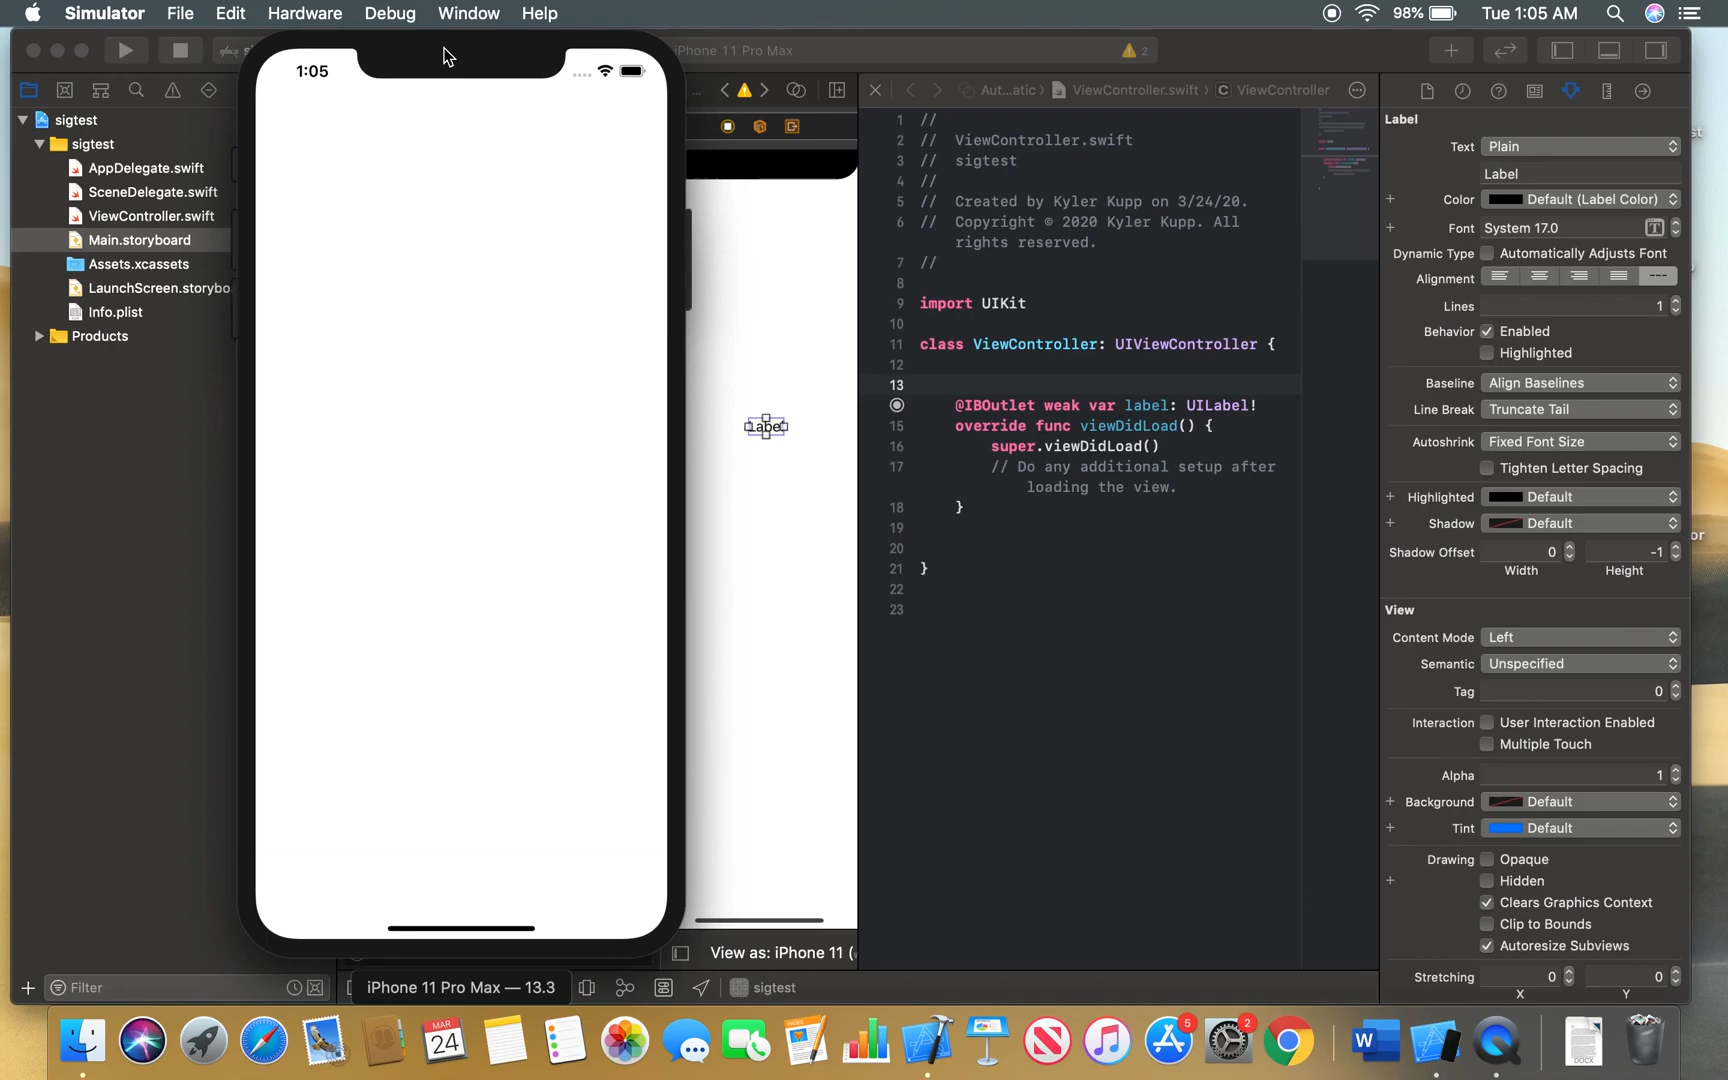 Simulator File Edit Hardware Debug Window Help
98% Tue 1:05 AM
iPhone 11 Pro Max
2
1:05
Aut...atic ViewController.swift C ViewController
sigtest
sigtest
AppDelegate.swift
SceneDelegate.swift
ViewController.swift
Main.storyboard
Assets.xcassets
LaunchScreen.storybo
Info.plist
Products
Label
1 //
2 // ViewController.swift
3 // sigtest
4 //
5 // Created by Kyler Kupp on 3/24/20.
6 // Copyright © 2020 Kyler Kupp. All
rights reserved.
7 //
8
9 import UIKit
10
11 class ViewController: UIViewController {
12
13
@IBOutlet weak var label: UILabel!
15 override func viewDidLoad() {
16 super.viewDidLoad()
17 // Do any additional setup after
loading the view.
18 }
19
20
21 }
22
23
Label
Text Plain
Label
Color Default (Label Color)
Font System 17.0 T
Dynamic Type Automatically Adjusts Font
Alignment ---
Lines 1
Behavior Enabled
Highlighted
Baseline Align Baselines
Line Break Truncate Tail
Autoshrink Fixed Font Size
Tighten Letter Spacing
Highlighted Default
Shadow Default
Shadow Offset 0 -1
Width Height
View
Content Mode Left
Semantic Unspecified
Tag 0
Interaction User Interaction Enabled
Multiple Touch
Alpha 1
Background Default
Tint Default
Drawing Opaque
Hidden
Clears Graphics Context
Clip to Bounds
Autoresize Subviews
Stretching 0 0
X Y
View as: iPhone 11 (
Filter
iPhone 11 Pro Max — 13.3
sigtest
MAR
24
PAGES
5
2
W
DOCX